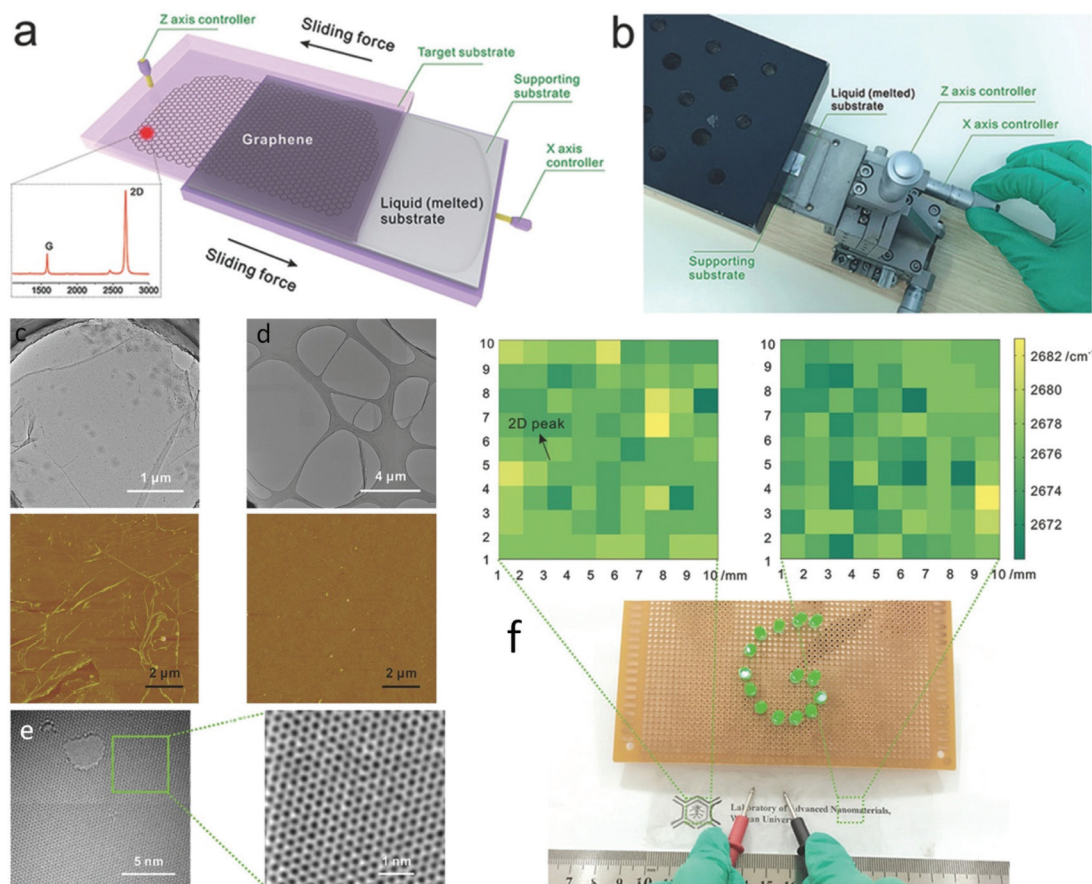 a
Z axis controller
Sliding force
Target substrate
Supporting
substrate
Graphene
X axis
controller
Liquid (melted)
substrate
Sliding force
2D
G
1500 2000 2500 3000
b
Liquid (melted)
substrate
Z axis controller
X axis controller
Supporting
substrate
c
1 μm
d
4 μm
2 μm
2 μm
e
5 nm
1 nm
10
9
8
7
6
5
4
3
2
1
2D peak
1 2 3 4 5 6 7 8 9 10 /mm
10
9
8
7
6
5
4
3
2
1
1 2 3 4 5 6 7 8 9 10 /mm
2682 /cm⁻
2680
2678
2676
2674
2672
f
Laboratory of Advanced Nanomaterials,
7 8 9 10